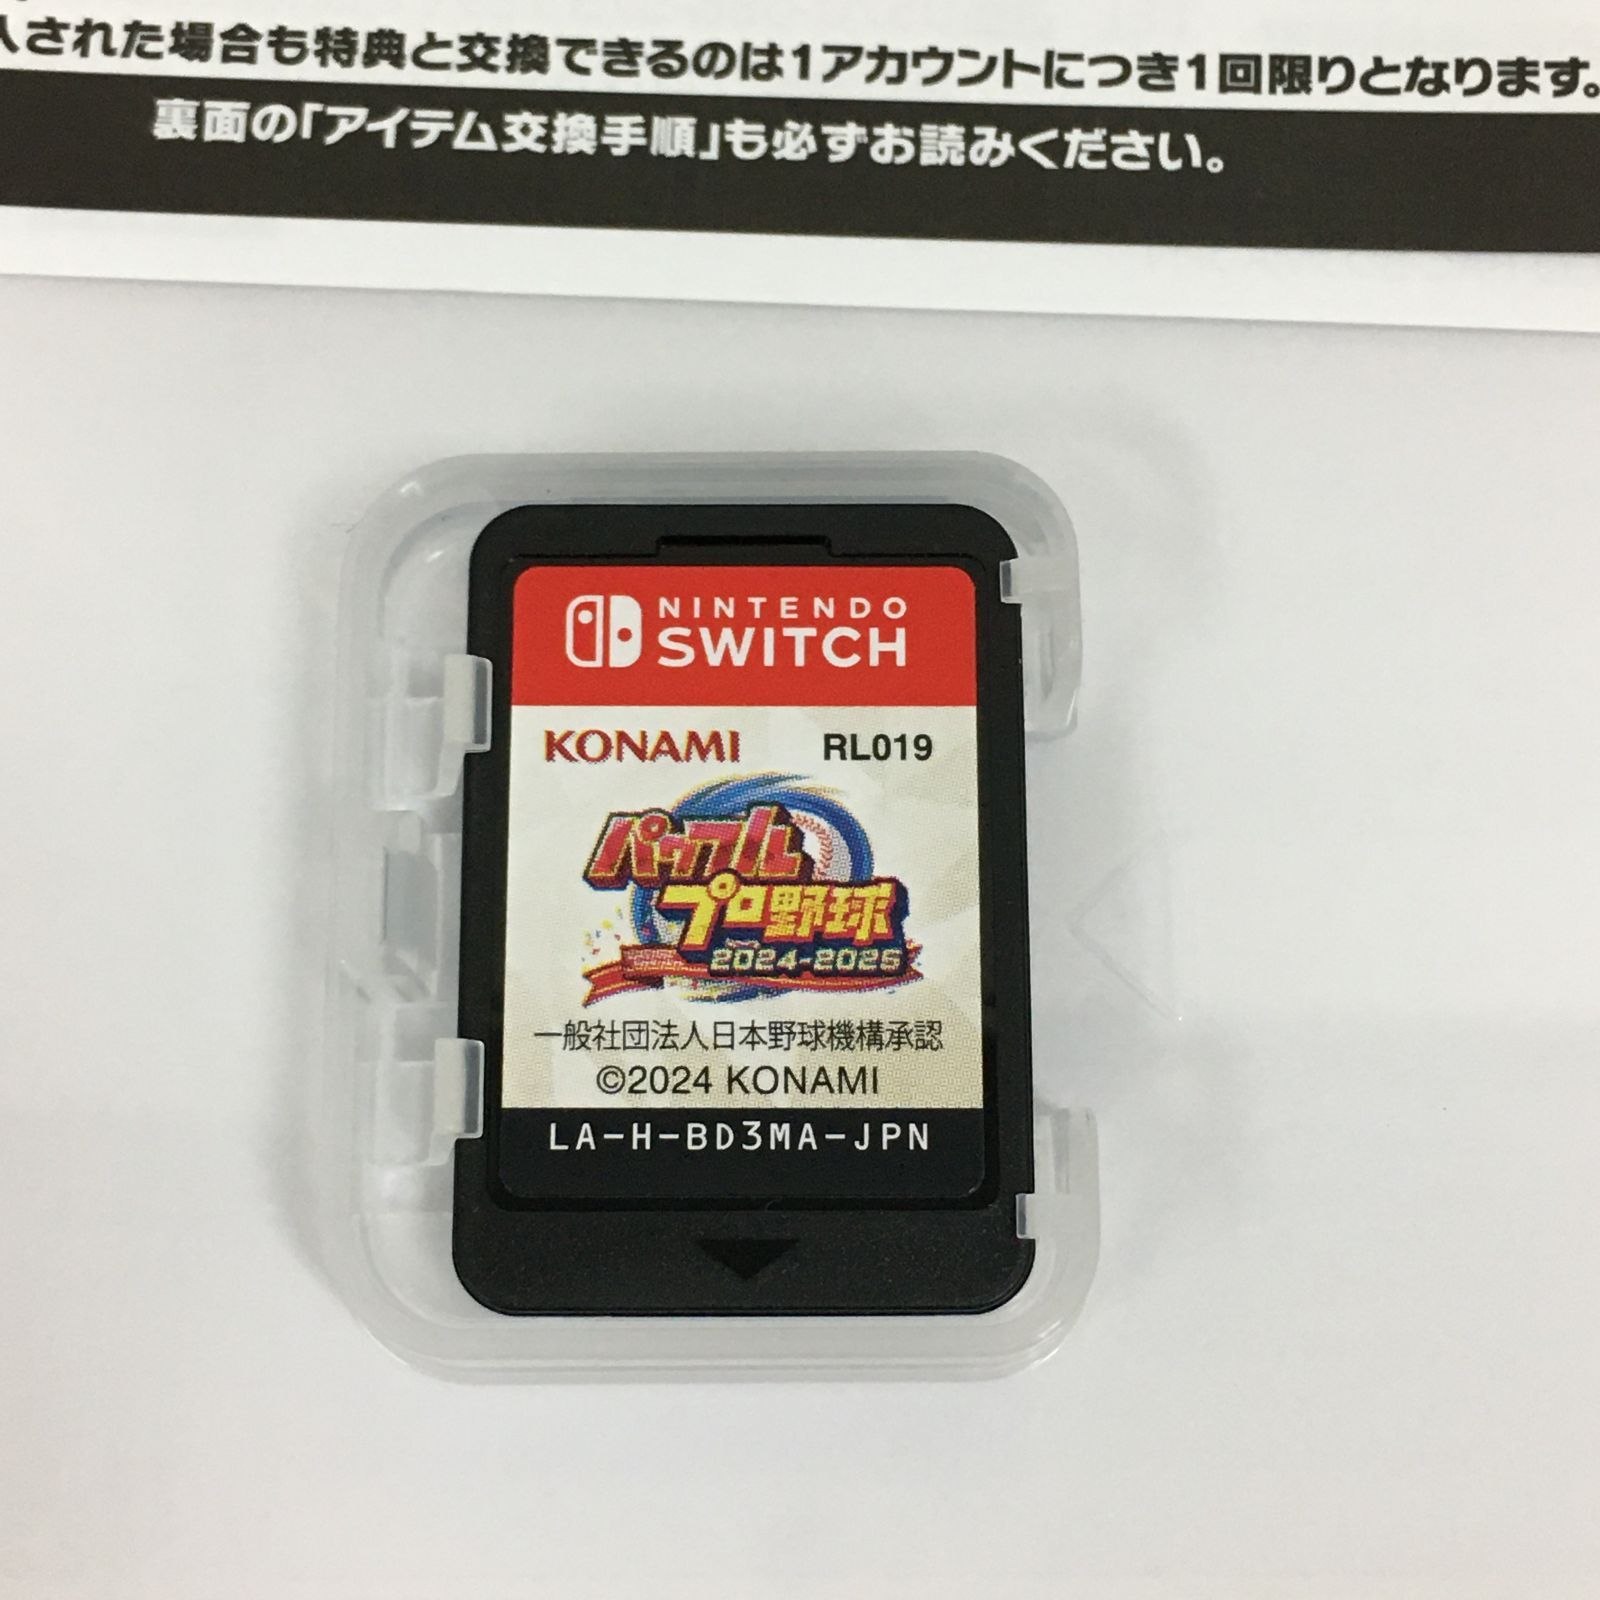 入された場合も特典と交換できるのは1アカウントにつき1回限りとなります。
裏面の「アイテム交換手順」も必ずお読みください。
NINTENDO
SWITCH
KONAMI RL019
パワフル
プロ野球
2024-2025
一般社団法人日本野球機構承認
©2024 KONAMI
LA-H-BD3MA-JPN